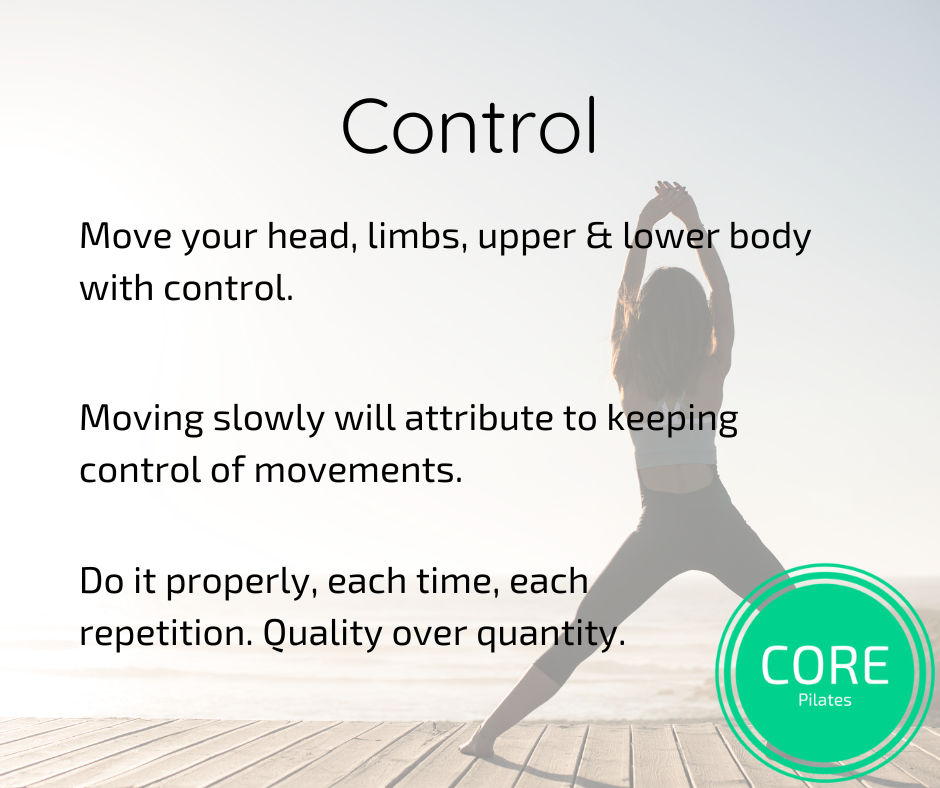 Control
Move your head, limbs, upper & lower body
with control.
Moving slowly will attribute to keeping
control of movements.
Do it properly, each time, each
repetition. Quality over quantity.
CORE
Pilates